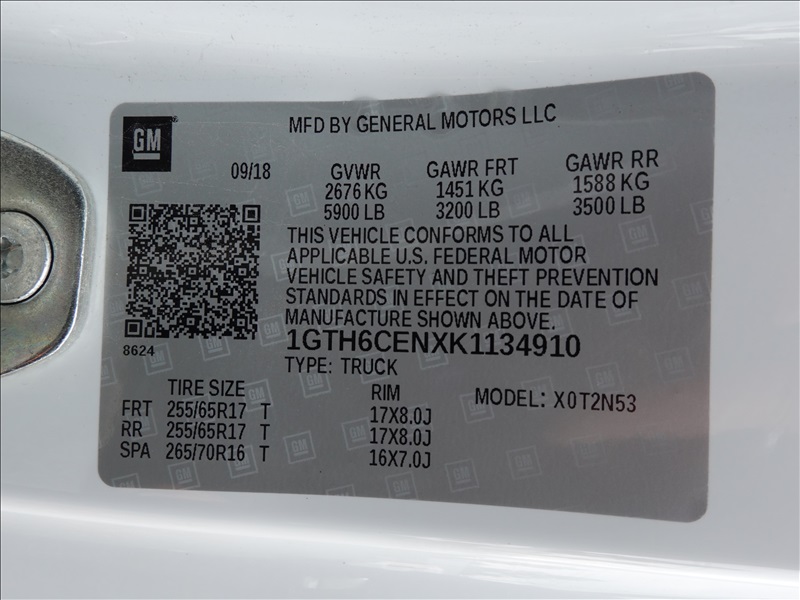 GM
MFD BY GENERAL MOTORS LLC
09/18 GVWR GAWR FRT GAWR RR
2676 KG 1451 KG 1588 KG
5900 LB 3200 LB 3500 LB
THIS VEHICLE CONFORMS TO ALL
APPLICABLE U.S. FEDERAL MOTOR
VEHICLE SAFETY AND THEFT PREVENTION
STANDARDS IN EFFECT ON THE DATE OF
MANUFACTURE SHOWN ABOVE.
8624
1GTH6CENXK1134910
TYPE: TRUCK
TIRE SIZE RIM MODEL: X0T2N53
FRT 255/65R17 T 17X8.0J
RR 255/65R17 T 17X8.0J
SPA 265/70R16 T 16X7.0J